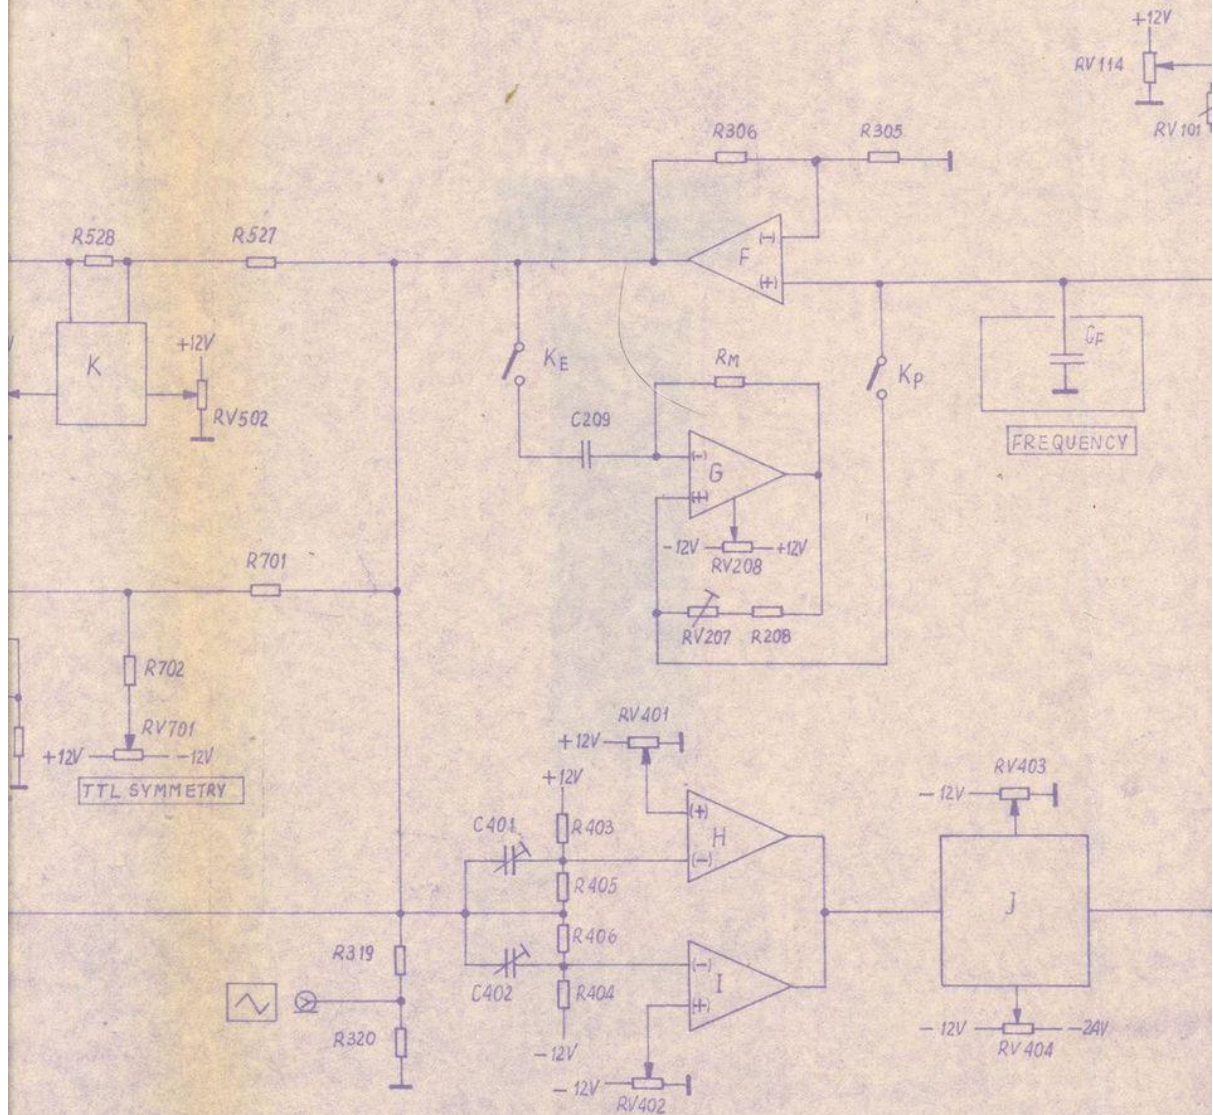 +12V
RV114
RV101
R306
R305
R528
R527
F
(-)
(+)
+12V
K
RV502
KE
RM
KP
CF
FREQUENCY
C209
(-)
G
(+)
-12V
+12V
RV208
R701
RV207
R208
R702
RV701
+12V
-12V
TTL SYMMETRY
RV401
+12V
+12V
RV403
-12V
C401
R403
(+)
H
(-)
R405
J
R406
R319
C402
R404
(-)
I
(+)
R320
-12V
-12V
-24V
RV404
-12V
RV402